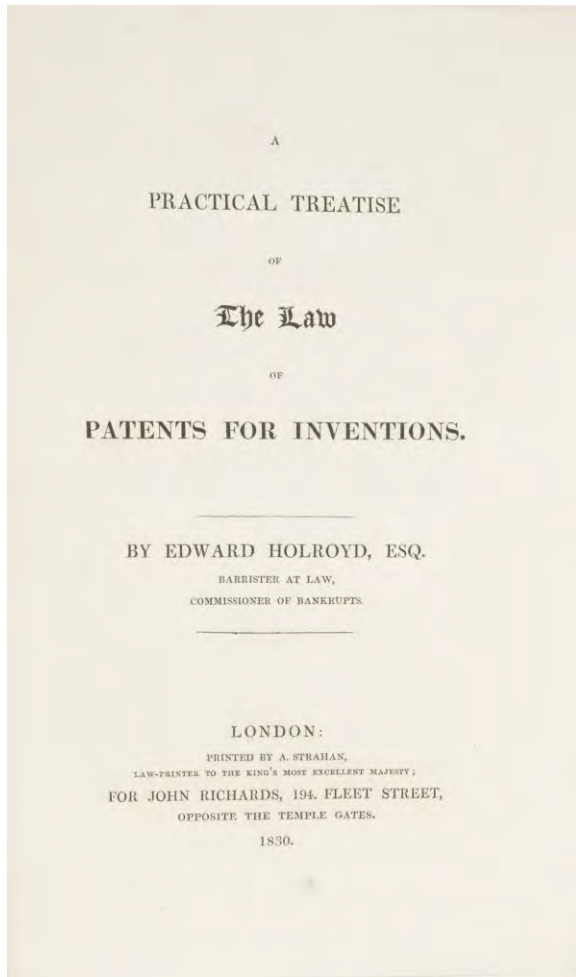 A
PRACTICAL TREATISE
OF
The Law
OF
PATENTS FOR INVENTIONS.
BY EDWARD HOLROYD, ESQ.
BARRISTER AT LAW,
COMMISSIONER OF BANKRUPTS.
LONDON:
PRINTED BY A. STRAHAN,
LAW-PRINTER TO THE KING'S MOST EXCELLENT MAJESTY;
FOR JOHN RICHARDS, 194. FLEET STREET,
OPPOSITE THE TEMPLE GATES.
1830.